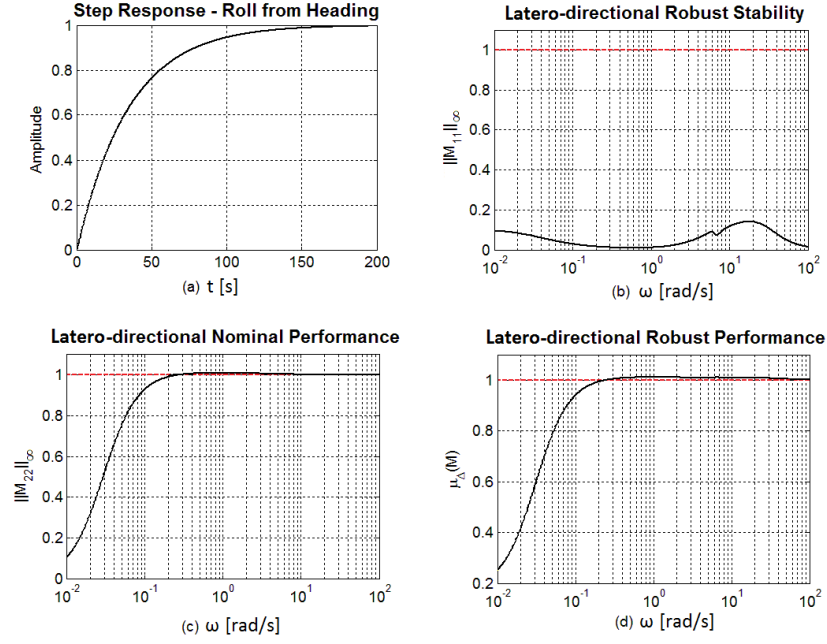 Step Response - Roll from Heading
1
0.8
0.6
0.4
0.2
0
Amplitude
0 50 100 150 200
(a) t [s]
Latero-directional Robust Stability
1
0.8
0.6
0.4
0.2
0
||M₁₁||∞
10⁻² 10⁻¹ 10⁰ 10¹ 10²
(b) ω [rad/s]
Latero-directional Nominal Performance
1
0.8
0.6
0.4
0.2
0
||M₂₂||∞
10⁻² 10⁻¹ 10⁰ 10¹ 10²
(c) ω [rad/s]
Latero-directional Robust Performance
1
0.8
0.6
0.4
0.2
μ_Δ(M)
10⁻² 10⁻¹ 10⁰ 10¹ 10²
(d) ω [rad/s]